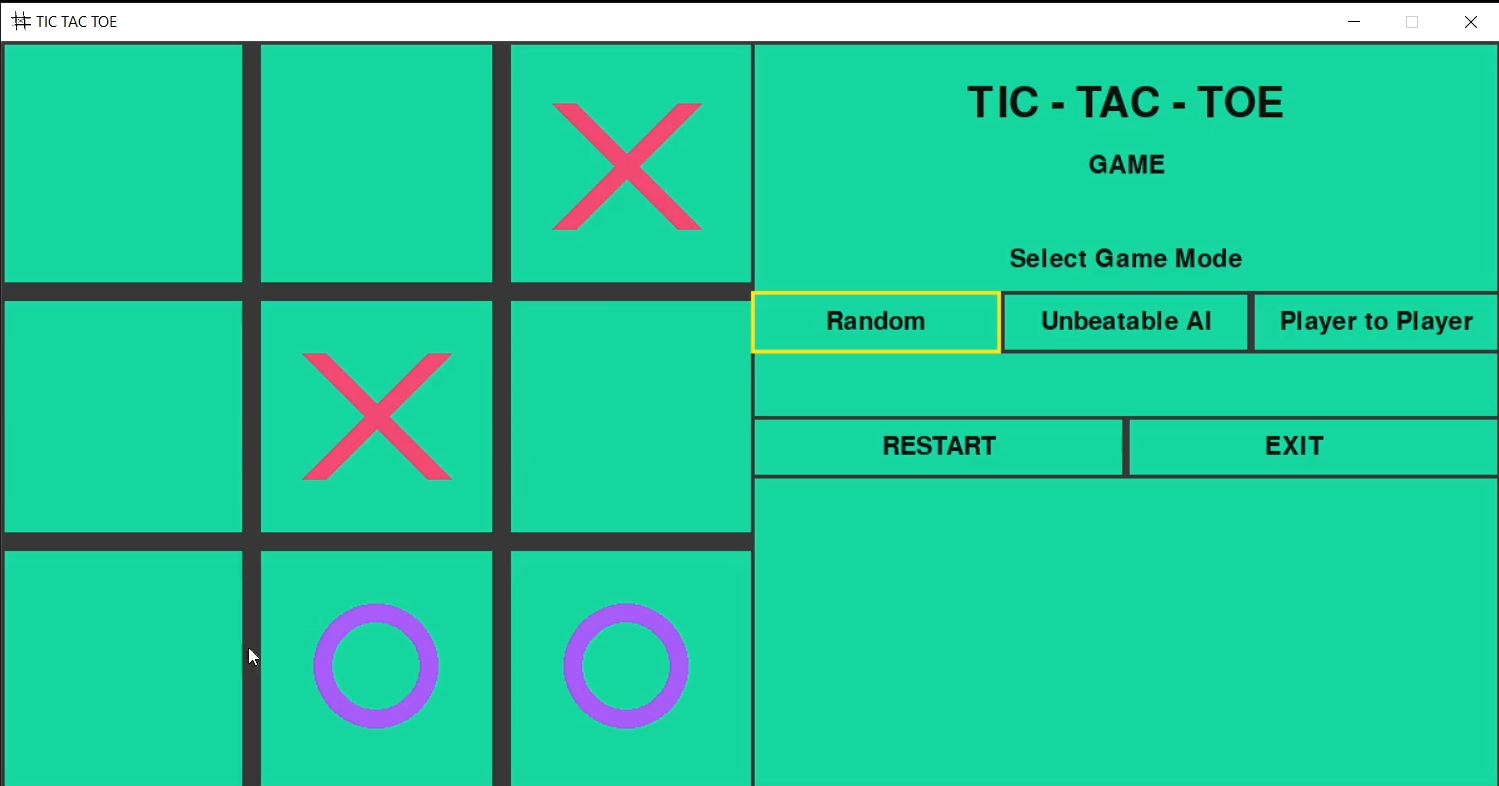 TIC TAC TOE
TIC - TAC - TOE
GAME
Select Game Mode
Random
Unbeatable AI
Player to Player
RESTART
EXIT